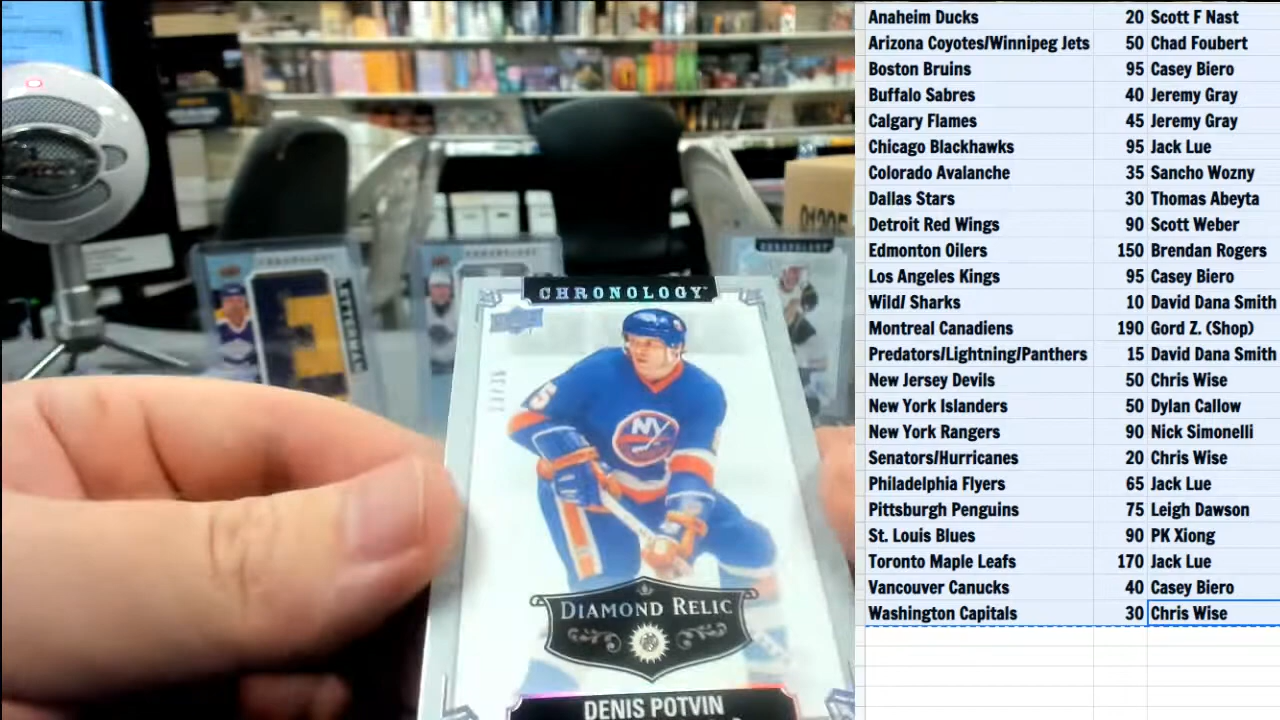 CHRONOLOGY
DIAMOND RELIC
DENIS POTVIN
NY
Anaheim Ducks 20 Scott F Nast
Arizona Coyotes/Winnipeg Jets 50 Chad Foubert
Boston Bruins 95 Casey Biero
Buffalo Sabres 40 Jeremy Gray
Calgary Flames 45 Jeremy Gray
Chicago Blackhawks 95 Jack Lue
Colorado Avalanche 35 Sancho Wozny
Dallas Stars 30 Thomas Abeyta
Detroit Red Wings 90 Scott Weber
Edmonton Oilers 150 Brendan Rogers
Los Angeles Kings 95 Casey Biero
Wild/ Sharks 10 David Dana Smith
Montreal Canadiens 190 Gord Z. (Shop)
Predators/Lightning/Panthers 15 David Dana Smith
New Jersey Devils 50 Chris Wise
New York Islanders 50 Dylan Callow
New York Rangers 90 Nick Simonelli
Senators/Hurricanes 20 Chris Wise
Philadelphia Flyers 65 Jack Lue
Pittsburgh Penguins 75 Leigh Dawson
St. Louis Blues 90 PK Xiong
Toronto Maple Leafs 170 Jack Lue
Vancouver Canucks 40 Casey Biero
Washington Capitals 30 Chris Wise